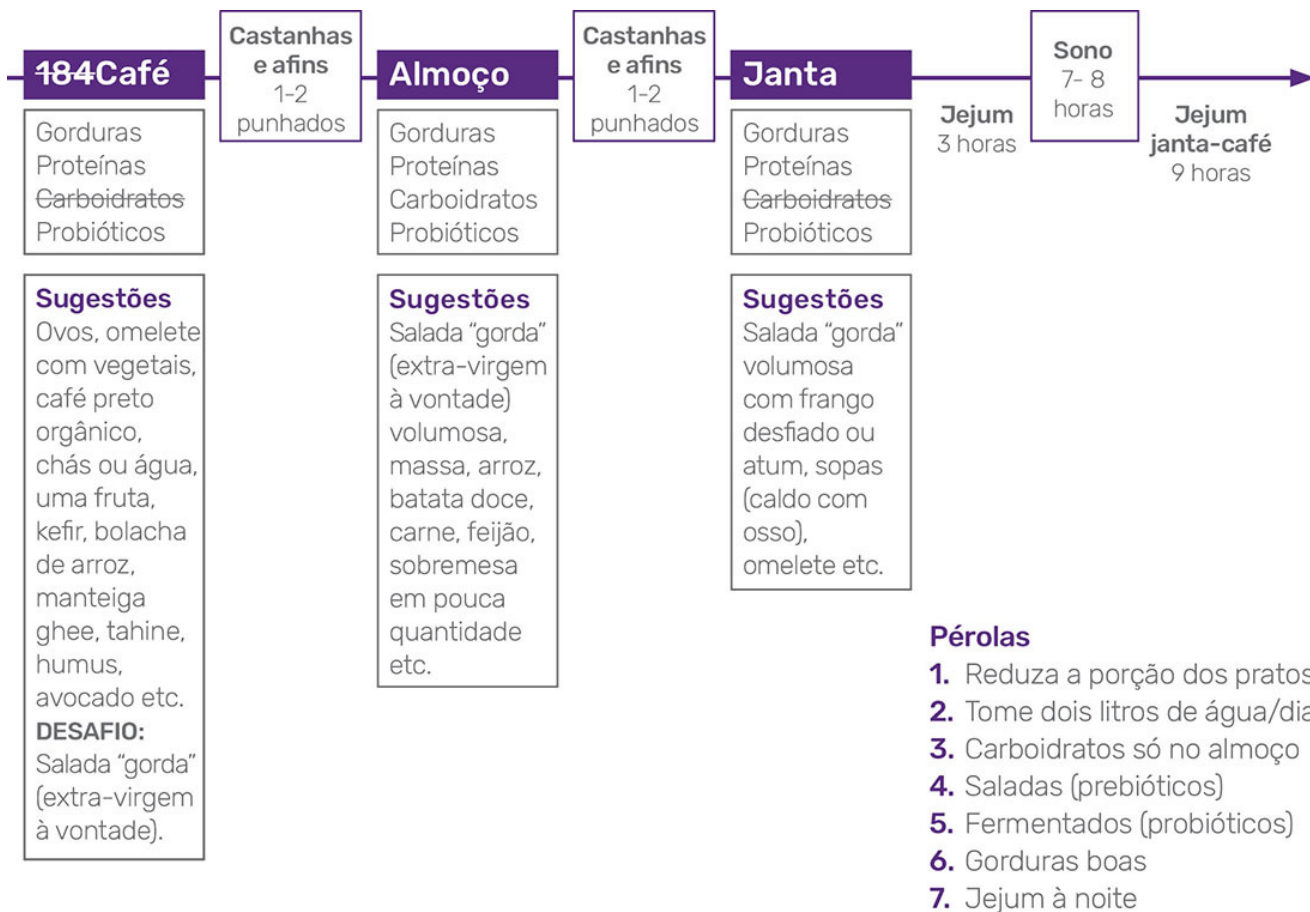 184Café
Gorduras
Proteínas
Carboidratos
Probióticos
Sugestões
Ovos, omelete
com vegetais,
café preto
orgânico,
chás ou água,
uma fruta,
kefir, bolacha
de arroz,
manteiga
ghee, tahine,
humus,
avocado etc.
DESAFIO:
Salada “gorda”
(extra-virgem
à vontade).
Castanhas
e afins
1-2
punhados
Almoço
Gorduras
Proteínas
Carboidratos
Probióticos
Sugestões
Salada “gorda”
(extra-virgem
à vontade)
volumosa,
massa, arroz,
batata doce,
carne, feijão,
sobremesa
em pouca
quantidade
etc.
Castanhas
e afins
1-2
punhados
Janta
Gorduras
Proteínas
Carboidratos
Probióticos
Sugestões
Salada “gorda”
volumosa
com frango
desfiado ou
atum, sopas
(caldo com
osso),
omelete etc.
Jejum
3 horas
Sono
7- 8
horas
Jejum
janta-café
9 horas
Pérolas
1. Reduza a porção dos pratos
2. Tome dois litros de água/dia
3. Carboidratos só no almoço
4. Saladas (prebióticos)
5. Fermentados (probióticos)
6. Gorduras boas
7. Jejum à noite